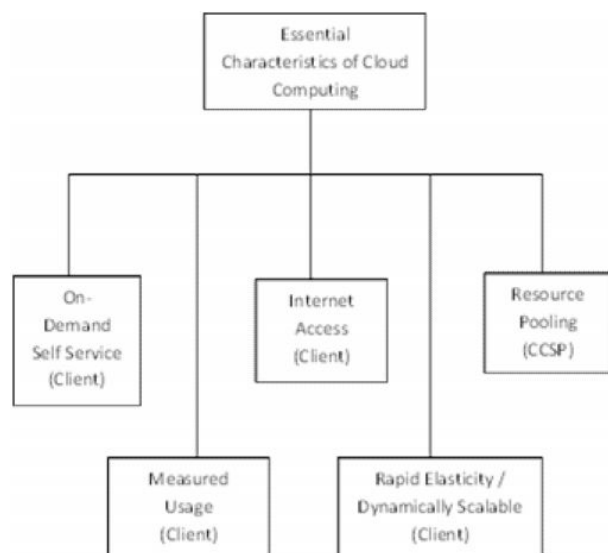 Essential
Characteristics of Cloud
Computing
On-
Demand
Self Service
(Client)
Internet
Access
(Client)
Resource
Pooling
(CCSP)
Measured
Usage
(Client)
Rapid Elasticity /
Dynamically Scalable
(Client)